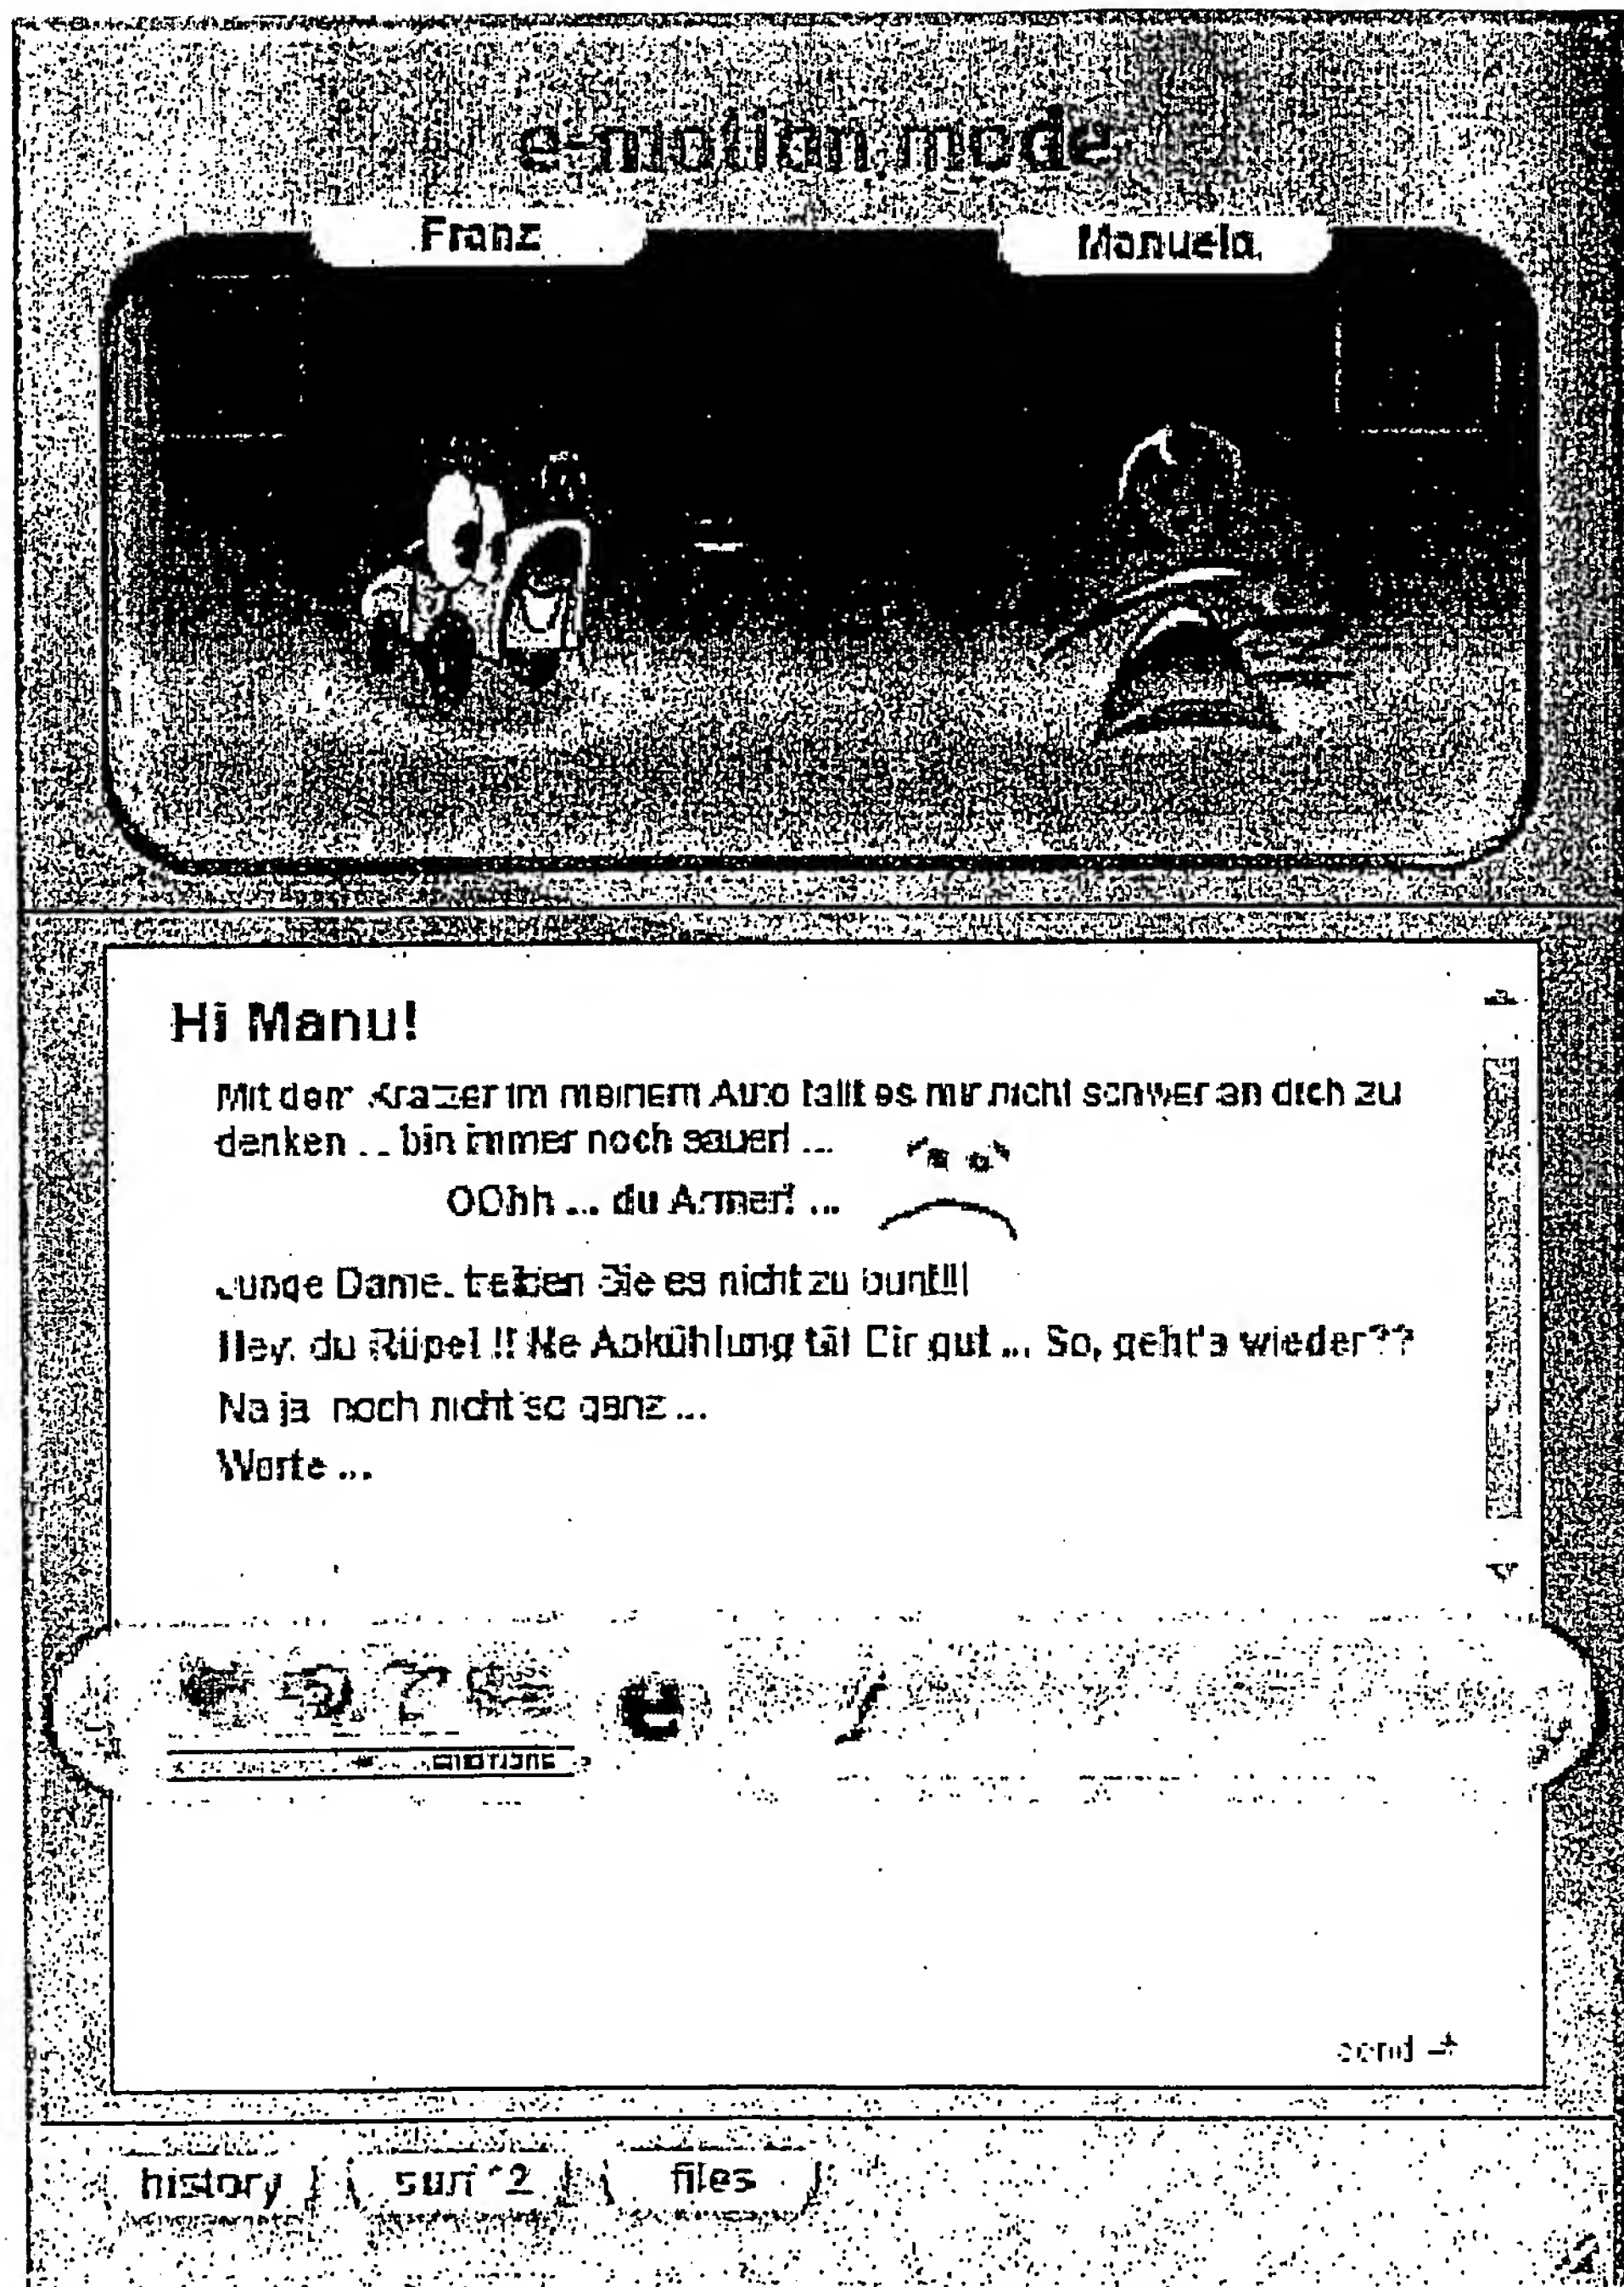 e-motion.mode
Franz
Manuela
Hi Manu!
Mit dem Kratzer im meinem Auto fällt es mir nicht schwer an dich zu
denken ... bin immer noch sauer! ...
OOhh ... du Armer! ...
Junge Dame. treiben Sie es nicht zu bunt!!!
Hey. du Rüpel !! Ne Abkühlung tät Dir gut ... So, geht's wieder??
Na ja noch nicht so ganz ...
Warte ...
e
emotions
send
history
surf *2
files